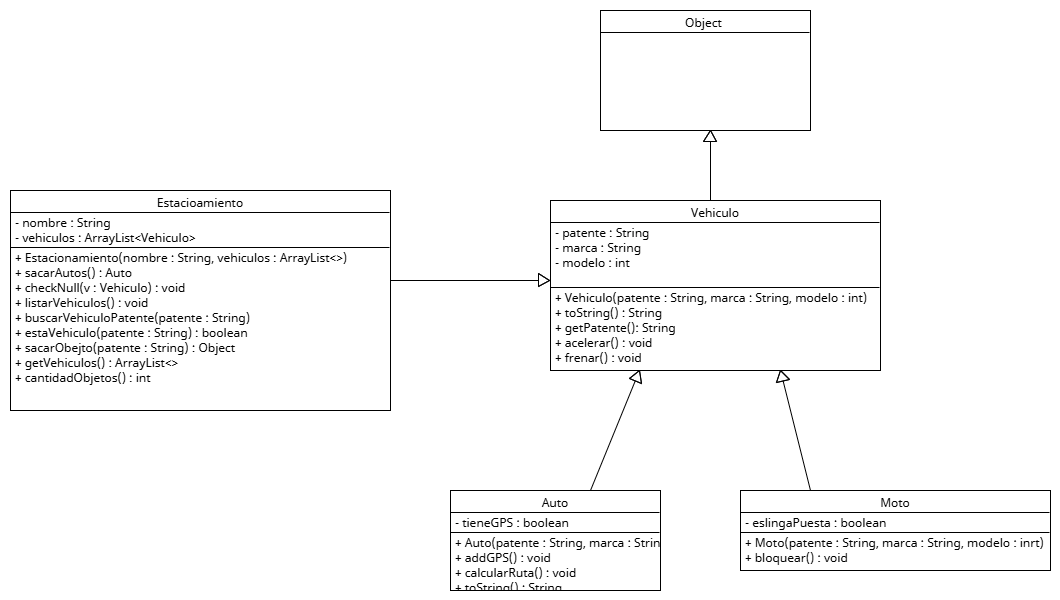 Object
Estacioamiento
- nombre : String
- vehiculos : ArrayList<Vehiculo>
+ Estacionamiento(nombre : String, vehiculos : ArrayList<>)
+ sacarAutos() : Auto
+ checkNull(v : Vehiculo) : void
+ listarVehiculos() : void
+ buscarVehiculoPatente(patente : String)
+ estaVehiculo(patente : String) : boolean
+ sacarObejto(patente : String) : Object
+ getVehiculos() : ArrayList<>
+ cantidadObjetos() : int
Vehiculo
- patente : String
- marca : String
- modelo : int
+ Vehiculo(patente : String, marca : String, modelo : int)
+ toString() : String
+ getPatente(): String
+ acelerar() : void
+ frenar() : void
Auto
- tieneGPS : boolean
+ Auto(patente : String, marca : Strin
+ addGPS() : void
+ calcularRuta() : void
+ toString() : String
Moto
- eslingaPuesta : boolean
+ Moto(patente : String, marca : String, modelo : inrt)
+ bloquear() : void